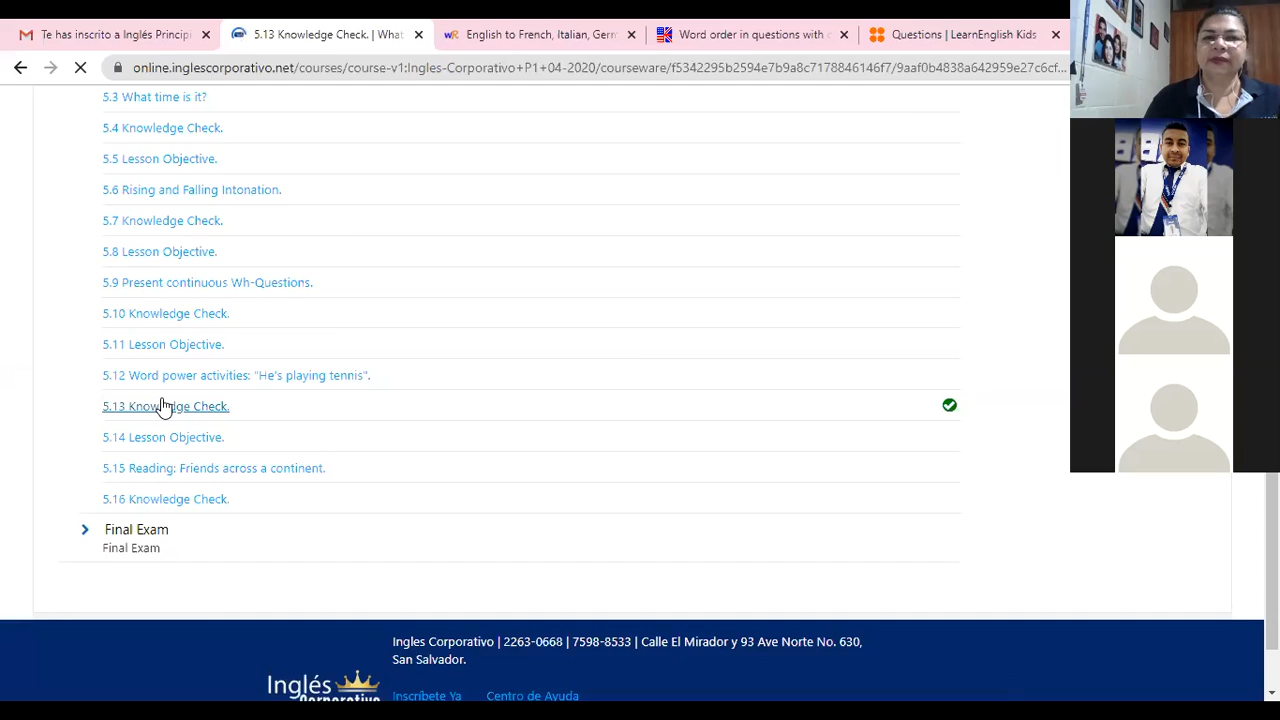 Te has inscrito a Inglés Principi
5.13 Knowledge Check. | What
English to French, Italian, Germ
Word order in questions with
Questions | LearnEnglish Kids
online.inglescorporativo.net/courses/course-v1:Ingles-Corporativo+P1+04-2020/courseware/f5342295b2594e7b9a8c7178846146f7/9aaf0b4838a642959e27c6cf...
5.3 What time is it?
5.4 Knowledge Check.
5.5 Lesson Objective.
5.6 Rising and Falling Intonation.
5.7 Knowledge Check.
5.8 Lesson Objective.
5.9 Present continuous Wh-Questions.
5.10 Knowledge Check.
5.11 Lesson Objective.
5.12 Word power activities: "He's playing tennis".
5.13 Knowledge Check.
5.14 Lesson Objective.
5.15 Reading: Friends across a continent.
5.16 Knowledge Check.
Final Exam
Final Exam
Ingles Corporativo | 2263-0668 | 7598-8533 | Calle El Mirador y 93 Ave Norte No. 630,
San Salvador.
Inglés
Corporativo
Inscríbete Ya
Centro de Ayuda